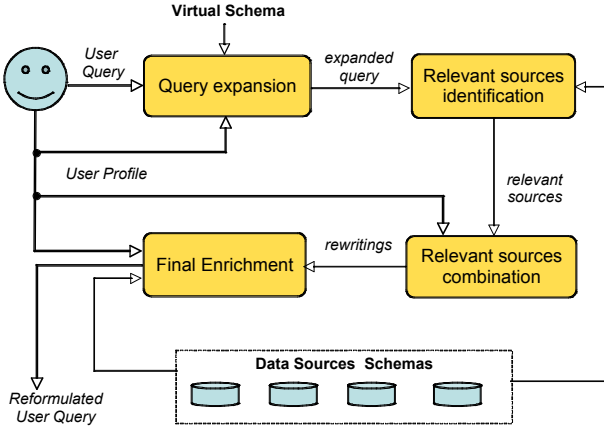 Virtual Schema
User
Query
Query expansion
expanded
query
Relevant sources
identification
User Profile
relevant
sources
Final Enrichment
rewritings
Relevant sources
combination
Data Sources Schemas
Reformulated
User Query